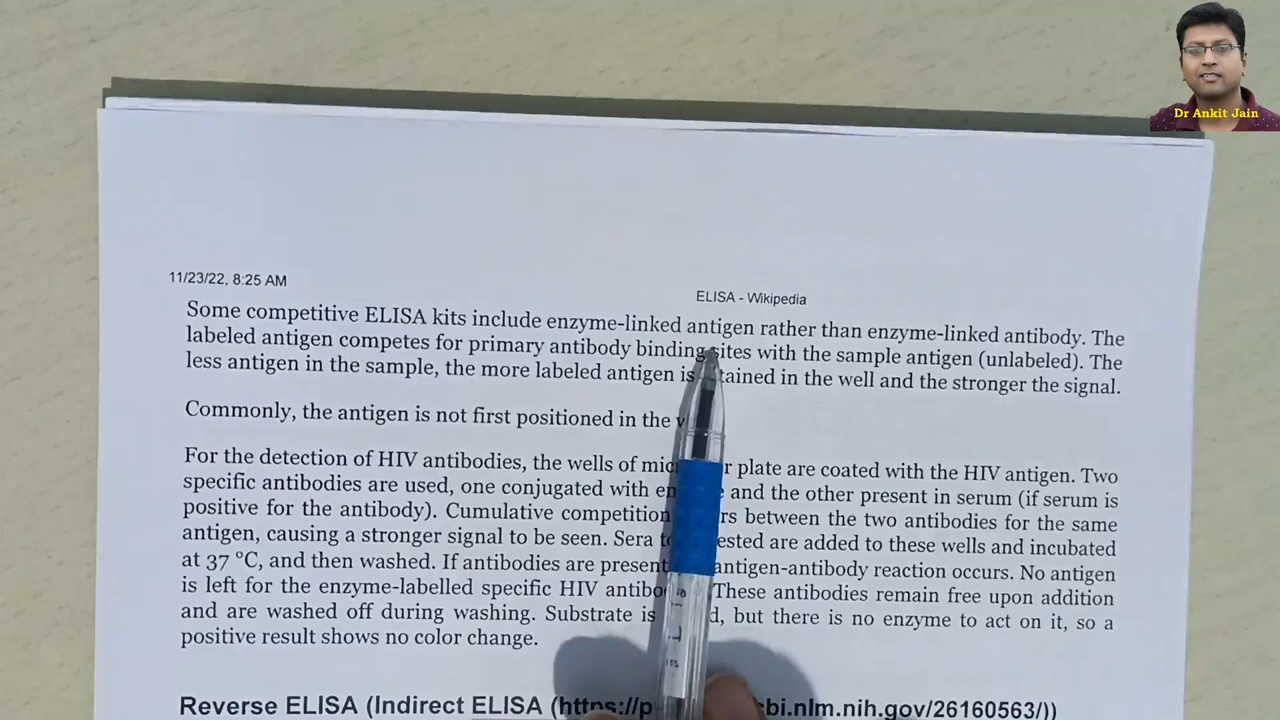 Dr Ankit Jain
11/23/22, 8:25 AM
ELISA - Wikipedia
Some competitive ELISA kits include enzyme-linked antigen rather than enzyme-linked antibody. The
labeled antigen competes for primary antibody binding sites with the sample antigen (unlabeled). The
less antigen in the sample, the more labeled antigen is tained in the well and the stronger the signal.
Commonly, the antigen is not first positioned in the
For the detection of HIV antibodies, the wells of plate are coated with the HIV antigen. Two
specific antibodies are used, one conjugated with and the other present in serum (if serum is
positive for the antibody). Cumulative competition between the two antibodies for the same
antigen, causing a stronger signal to be seen. Sera are added to these wells and incubated
at 37 °C, and then washed. If antibodies are present antigen-antibody reaction occurs. No antigen
is left for the enzyme-labelled specific HIV These antibodies remain free upon addition
and are washed off during washing. Substrate is but there is no enzyme to act on it, so a
positive result shows no color change.
Reverse ELISA (Indirect ELISA (https://p cbi.nlm.nih.gov/26160563/))